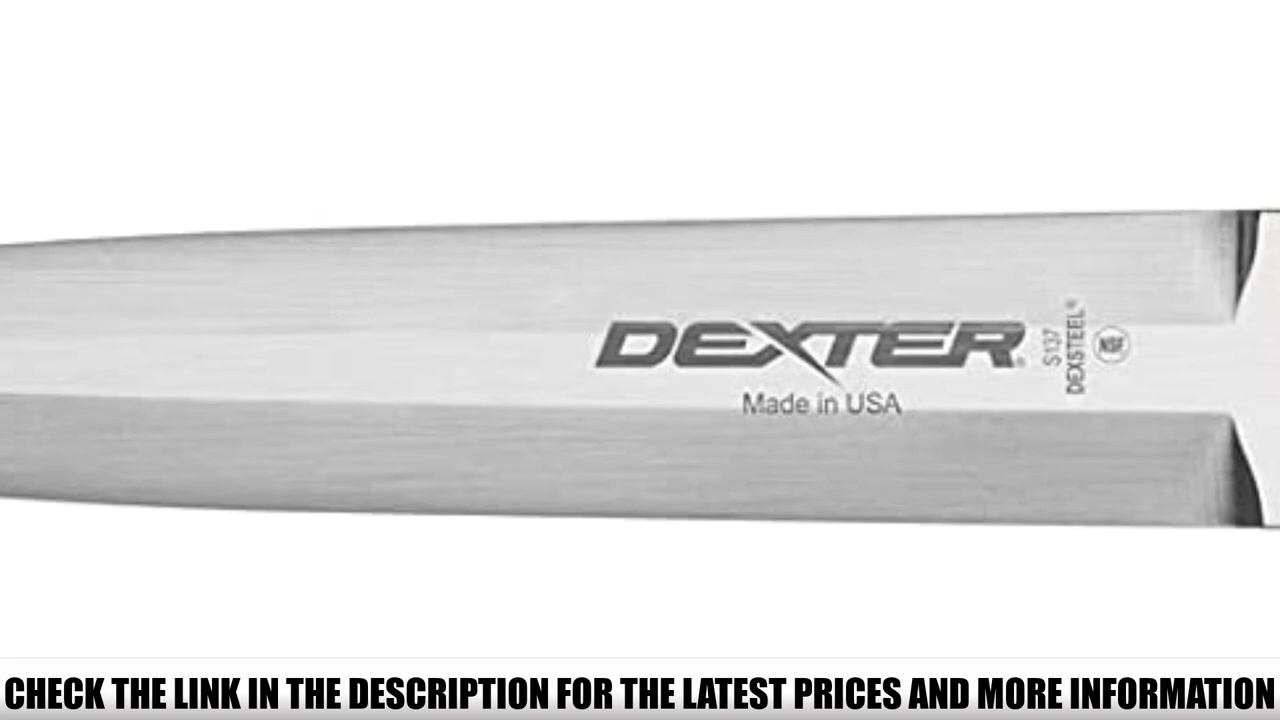 DEXTER®
Made in USA
S137
DEXSTEEL®
NSF
CHECK THE LINK IN THE DESCRIPTION FOR THE LATEST PRICES AND MORE INFORMATION